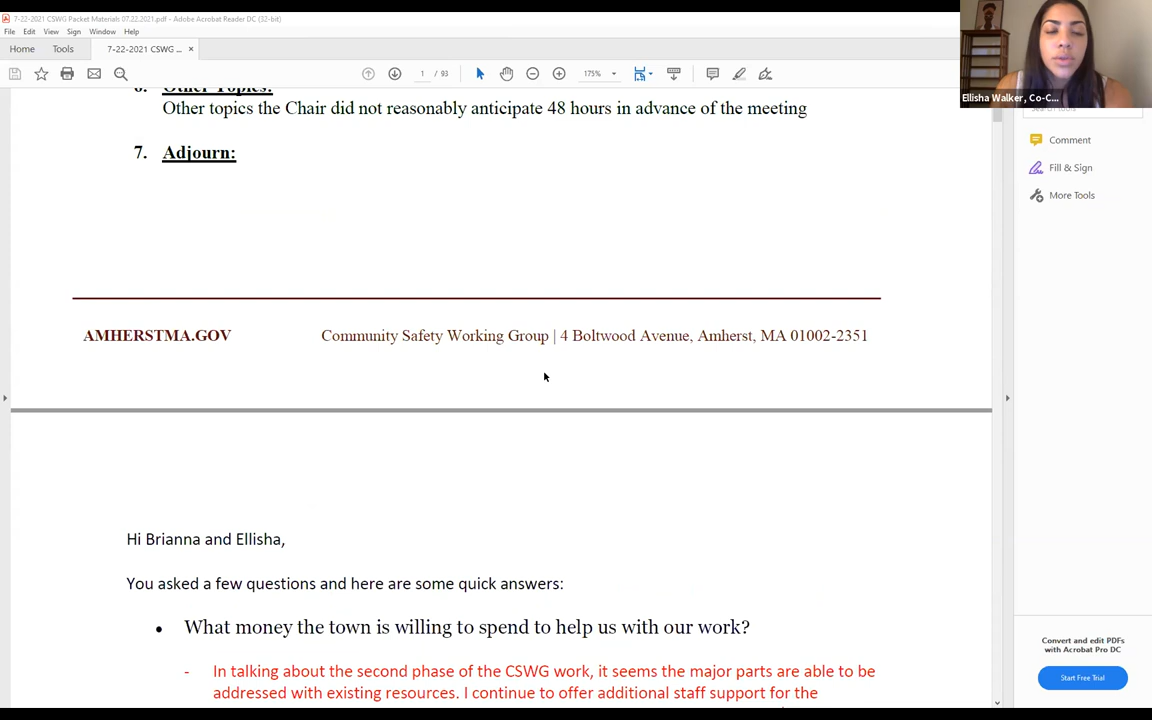 7-22-2021 CSWG Packet Materials 07.22.2021.pdf - Adobe Acrobat Reader DC (32-bit)
File Edit View Sign Window Help
Home Tools 7-22-2021 CSWG ... ×
1 / 93 175%
6. Other Topics:
Other topics the Chair did not reasonably anticipate 48 hours in advance of the meeting
7. Adjourn:
AMHERSTMA.GOV Community Safety Working Group | 4 Boltwood Avenue, Amherst, MA 01002-2351
Hi Brianna and Ellisha,
You asked a few questions and here are some quick answers:
• What money the town is willing to spend to help us with our work?
- In talking about the second phase of the CSWG work, it seems the major parts are able to be
addressed with existing resources. I continue to offer additional staff support for the
Ellisha Walker, Co-C...
Search tools
Comment
Fill & Sign
More Tools
Convert and edit PDFs
with Acrobat Pro DC
Start Free Trial